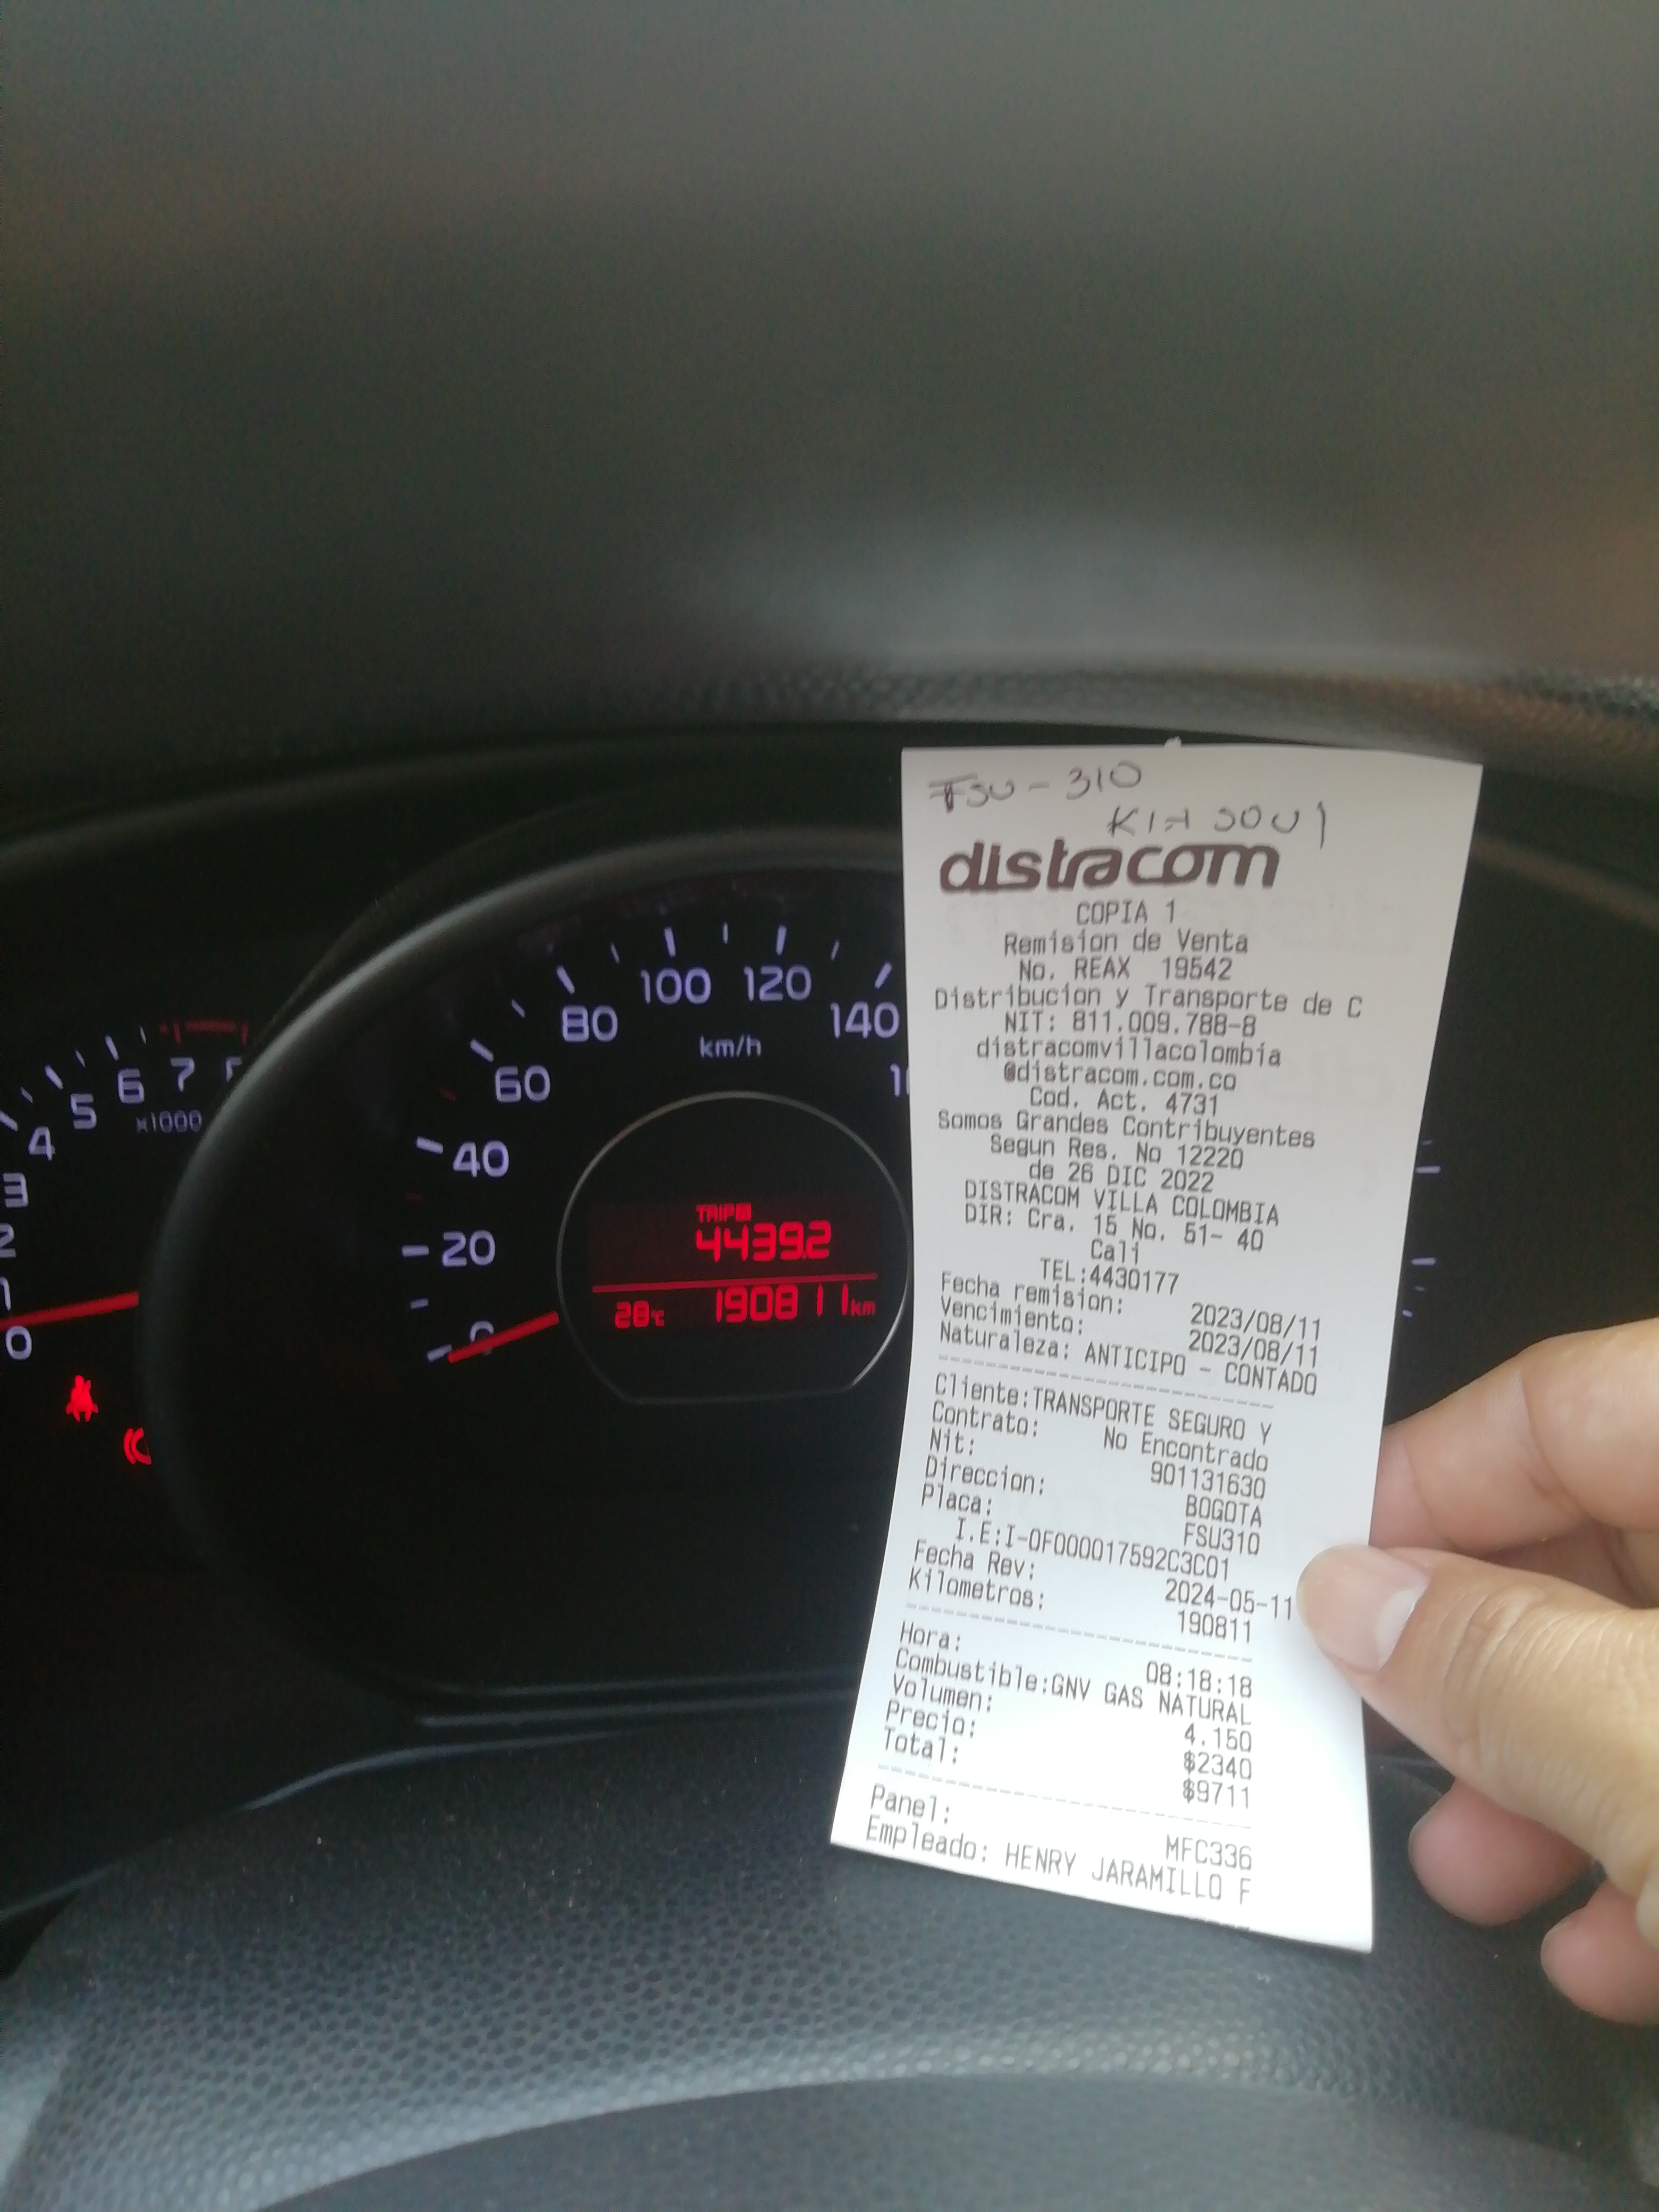 FSU-310
KIA SOUL
distracom
COPIA 1
Remision de Venta
No. REAX 19542
Distribucion y Transporte de C
NIT: 811.009.788-8
distracomvillacolombia
@distracom.com.co
Cod. Act. 4731
Somos Grandes Contribuyentes
Segun Res. No 12220
de 26 DIC 2022
DISTRACOM VILLA COLOMBIA
DIR: Cra. 15 No. 51- 40
Cali
TEL:4430177
Fecha remision: 2023/08/11
Vencimiento: 2023/08/11
Naturaleza: ANTICIPO - CONTADO
Cliente:TRANSPORTE SEGURO Y
Contrato: No Encontrado
Nit: 901131630
Direccion: BOGOTA
Placa: FSU310
I.E:I-0F000017592C3C01
Fecha Rev: 2024-05-11
Kilometros: 190811
Hora: 08:18:18
Combustible:GNV GAS NATURAL
Volumen: 4.150
Precio: $2340
Total: $9711
Panel: MFC336
Empleado: HENRY JARAMILLO F
0
1
2
3
4
5
6
7
x1000
0
20
40
60
80
100
120
140
km/h
TRIP
4439.2
28°C 190811 km